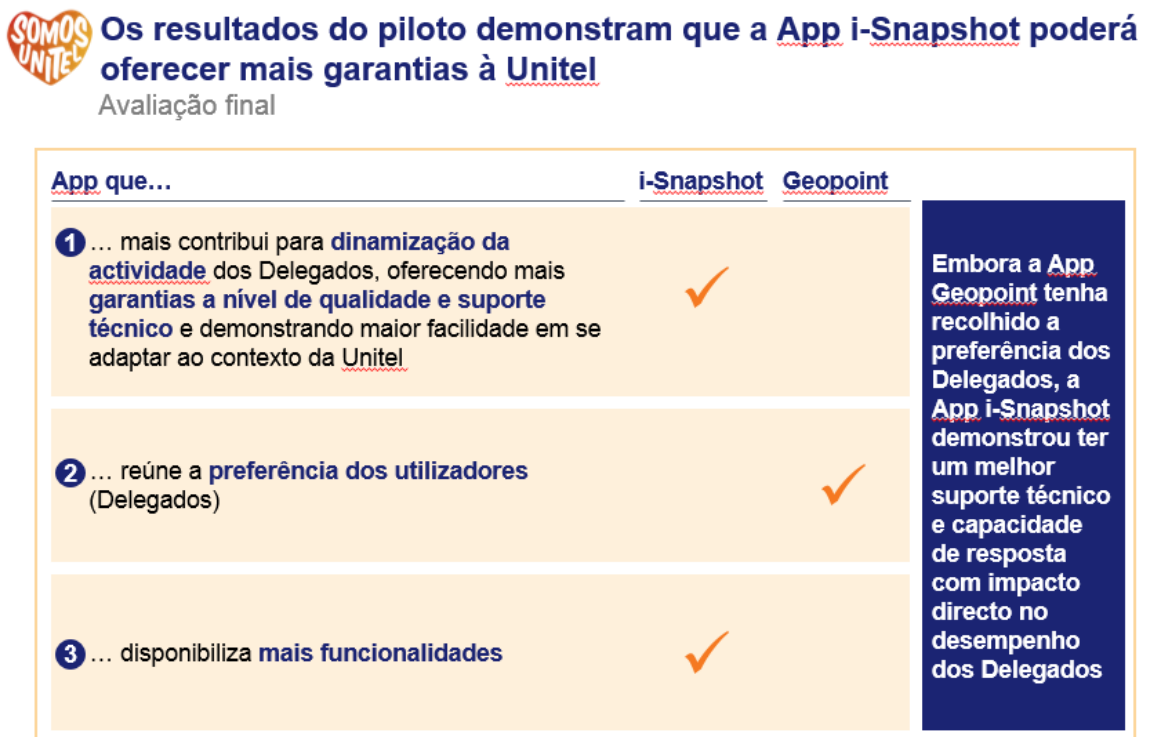 SOMOS
UNITEL
Os resultados do piloto demonstram que a App i-Snapshot poderá
oferecer mais garantias à Unitel
Avaliação final
App que…
i-Snapshot
Geopoint
1 … mais contribui para dinamização da
actividade dos Delegados, oferecendo mais
garantias a nível de qualidade e suporte
técnico e demonstrando maior facilidade em se
adaptar ao contexto da Unitel
2 … reúne a preferência dos utilizadores
(Delegados)
3 … disponibiliza mais funcionalidades
Embora a App
Geopoint tenha
recolhido a
preferência dos
Delegados, a
App i-Snapshot
demonstrou ter
um melhor
suporte técnico
e capacidade
de resposta
com impacto
directo no
desempenho
dos Delegados